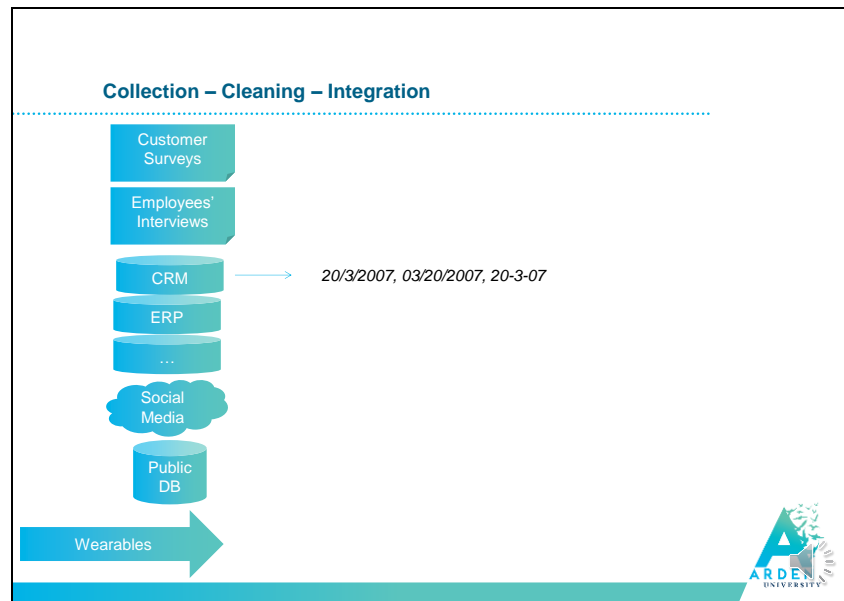 Collection – Cleaning – Integration
Customer
Surveys
Employees'
Interviews
CRM
20/3/2007, 03/20/2007, 20-3-07
ERP
…
Social
Media
Public
DB
Wearables
UNIVERSITY